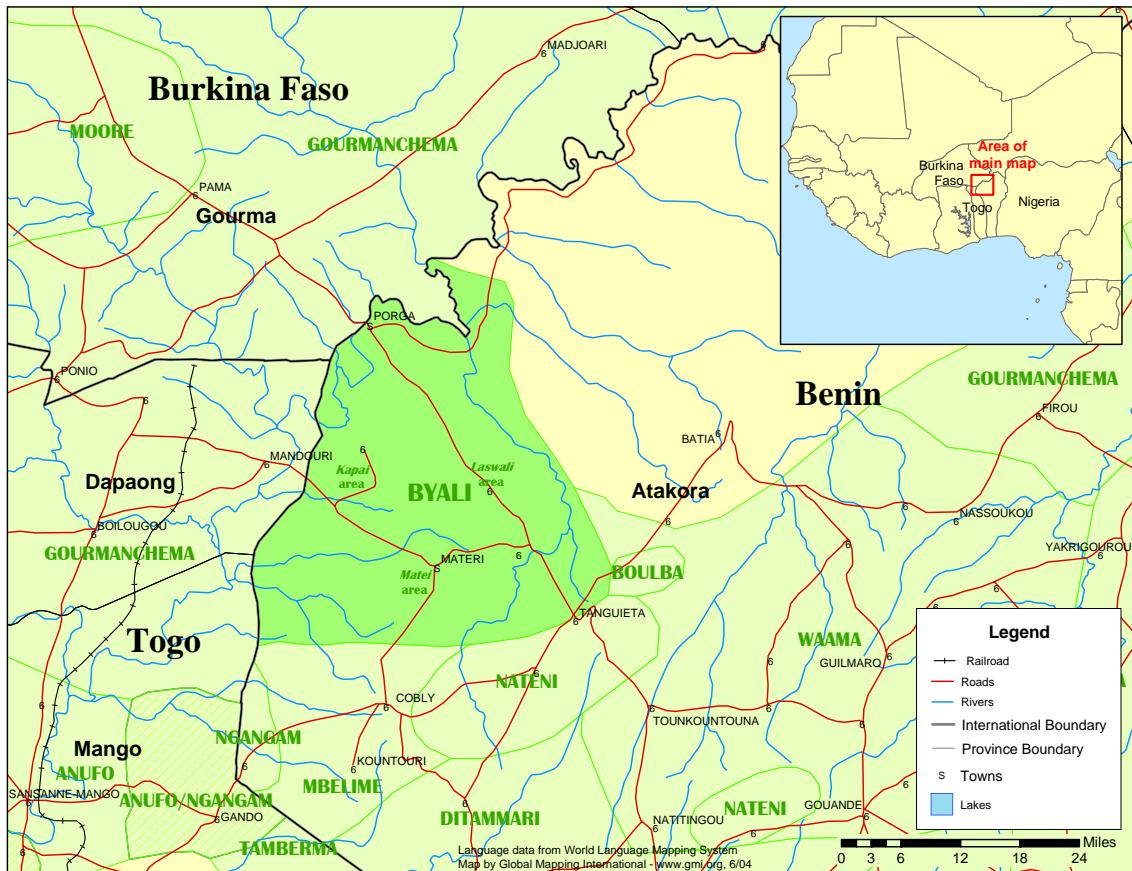 MADJOARI
Burkina Faso
MOORE
GOURMANCHEMA
PAMA
Gourma
Area of
main map
Burkina
Faso
Togo
Nigeria
PORGA
PONIO
Benin
GOURMANCHEMA
FIROU
BATIA
MANDOURI
Kapai
area
Laswali
area
Dapaong
BYALI
Atakora
BOILOUGOU
NASSOUKOU
GOURMANCHEMA
YAKRIGOUROU
MATERI
Matei
area
BOULBA
TANGUIETA
Togo
WAAMA
GUILMARO
NATENI
COBLY
TOUNKOUNTOUNA
NGANGAM
Mango
ANUFO
KOUNTOURI
MBELIME
SANSANNE-MANGO
ANUFO/NGANGAM
GANDO
DITAMMARI
NATENI
GOUANDE
NATITINGOU
TAMBERMA
Legend
Railroad
Roads
Rivers
International Boundary
Province Boundary
S Towns
Lakes
Miles
0 3 6 12 18 24
Language data from World Language Mapping System
Map by Global Mapping International - www.gmi.org, 6/04